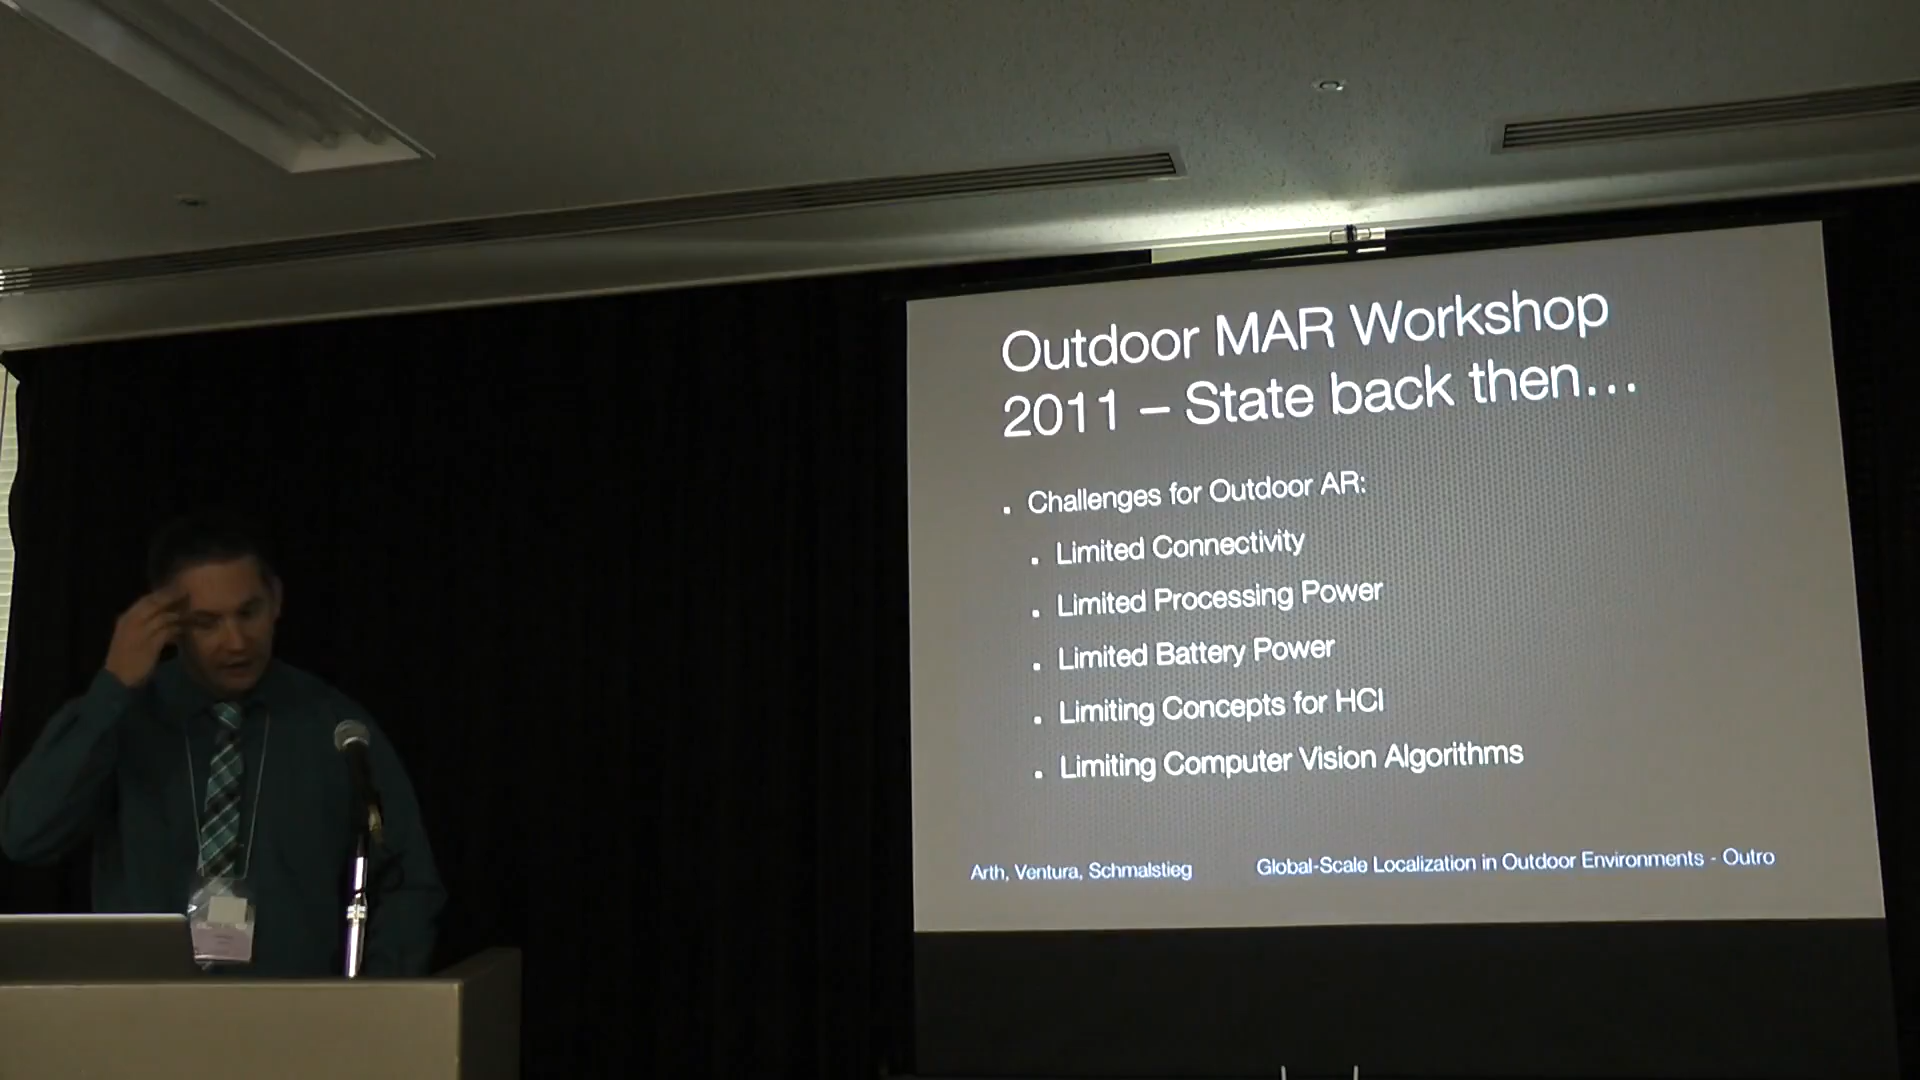 Outdoor MAR Workshop
2011 – State back then…
Challenges for Outdoor AR:
Limited Connectivity
Limited Processing Power
Limited Battery Power
Limiting Concepts for HCI
Limiting Computer Vision Algorithms
Arth, Ventura, Schmalstieg
Global-Scale Localization in Outdoor Environments - Outro